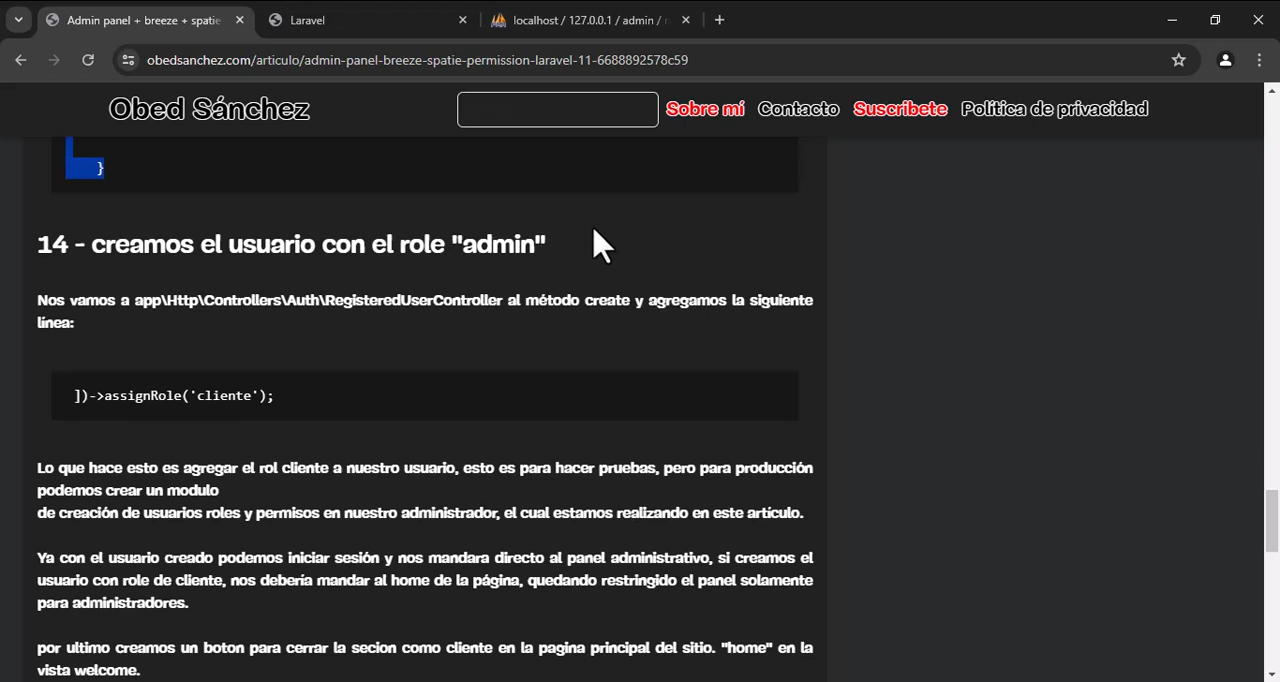 Admin panel + breeze + spatie
Laravel
localhost / 127.0.0.1 / admin /
obedsanchez.com/articulo/admin-panel-breeze-spatie-permission-laravel-11-6688892578c59
Obed Sánchez
Sobre mí
Contacto
Suscribete
Política de privacidad
}
14 - creamos el usuario con el role "admin"
Nos vamos a app\Http\Controllers\Auth\RegisteredUserController al método create y agregamos la siguiente
línea:
])->assignRole('cliente');
Lo que hace esto es agregar el rol cliente a nuestro usuario, esto es para hacer pruebas, pero para producción
podemos crear un modulo
de creación de usuarios roles y permisos en nuestro administrador, el cual estamos realizando en este artículo.
Ya con el usuario creado podemos iniciar sesión y nos mandara directo al panel administrativo, si creamos el
usuario con role de cliente, nos debería mandar al home de la página, quedando restringido el panel solamente
para administradores.
por ultimo creamos un boton para cerrar la secion como cliente en la pagina principal del sitio. "home" en la
vista welcome.